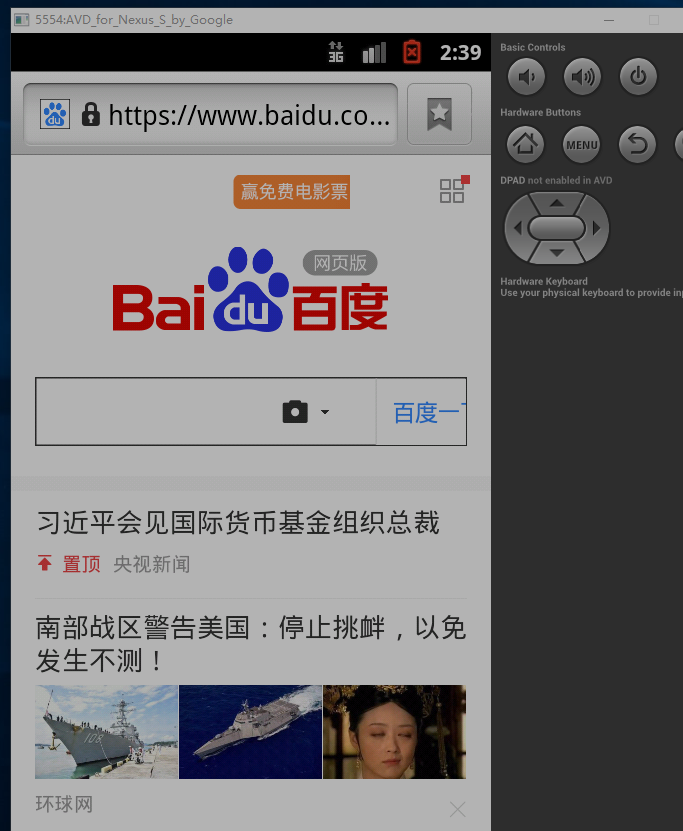 5554:AVD_for_Nexus_S_by_Google
3G
2:39
https://www.baidu.co...
赢免费电影票
网页版
Bai du 百度
百度一
习近平会见国际货币基金组织总裁
置顶 央视新闻
南部战区警告美国：停止挑衅，以免
发生不测！
108
环球网
Basic Controls
Hardware Buttons
MENU
DPAD not enabled in AVD
Hardware Keyboard
Use your physical keyboard to provide